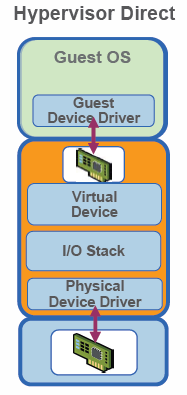 Hypervisor Direct
Guest OS
Guest
Device Driver
Virtual
Device
I/O Stack
Physical
Device Driver